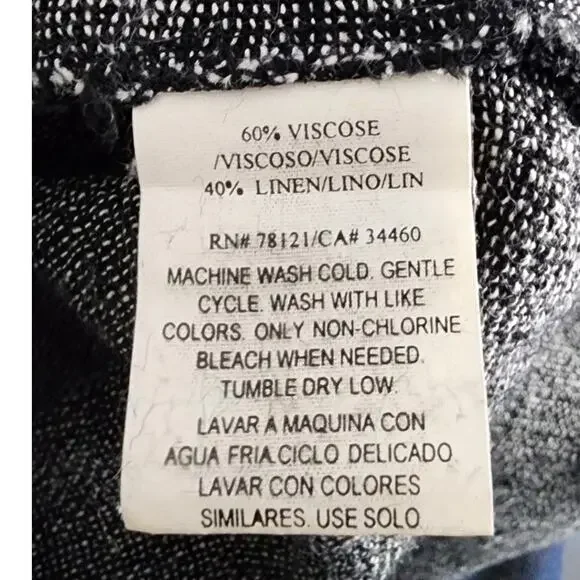 60% VISCOSE
/VISCOSO/VISCOSE
40% LINEN/LINO/LIN
RN# 78121/CA# 34460
MACHINE WASH COLD. GENTLE
CYCLE. WASH WITH LIKE
COLORS. ONLY NON-CHLORINE
BLEACH WHEN NEEDED.
TUMBLE DRY LOW.
LAVAR A MAQUINA CON
AGUA FRIA.CICLO DELICADO.
LAVAR CON COLORES
SIMILARES. USE SOLO